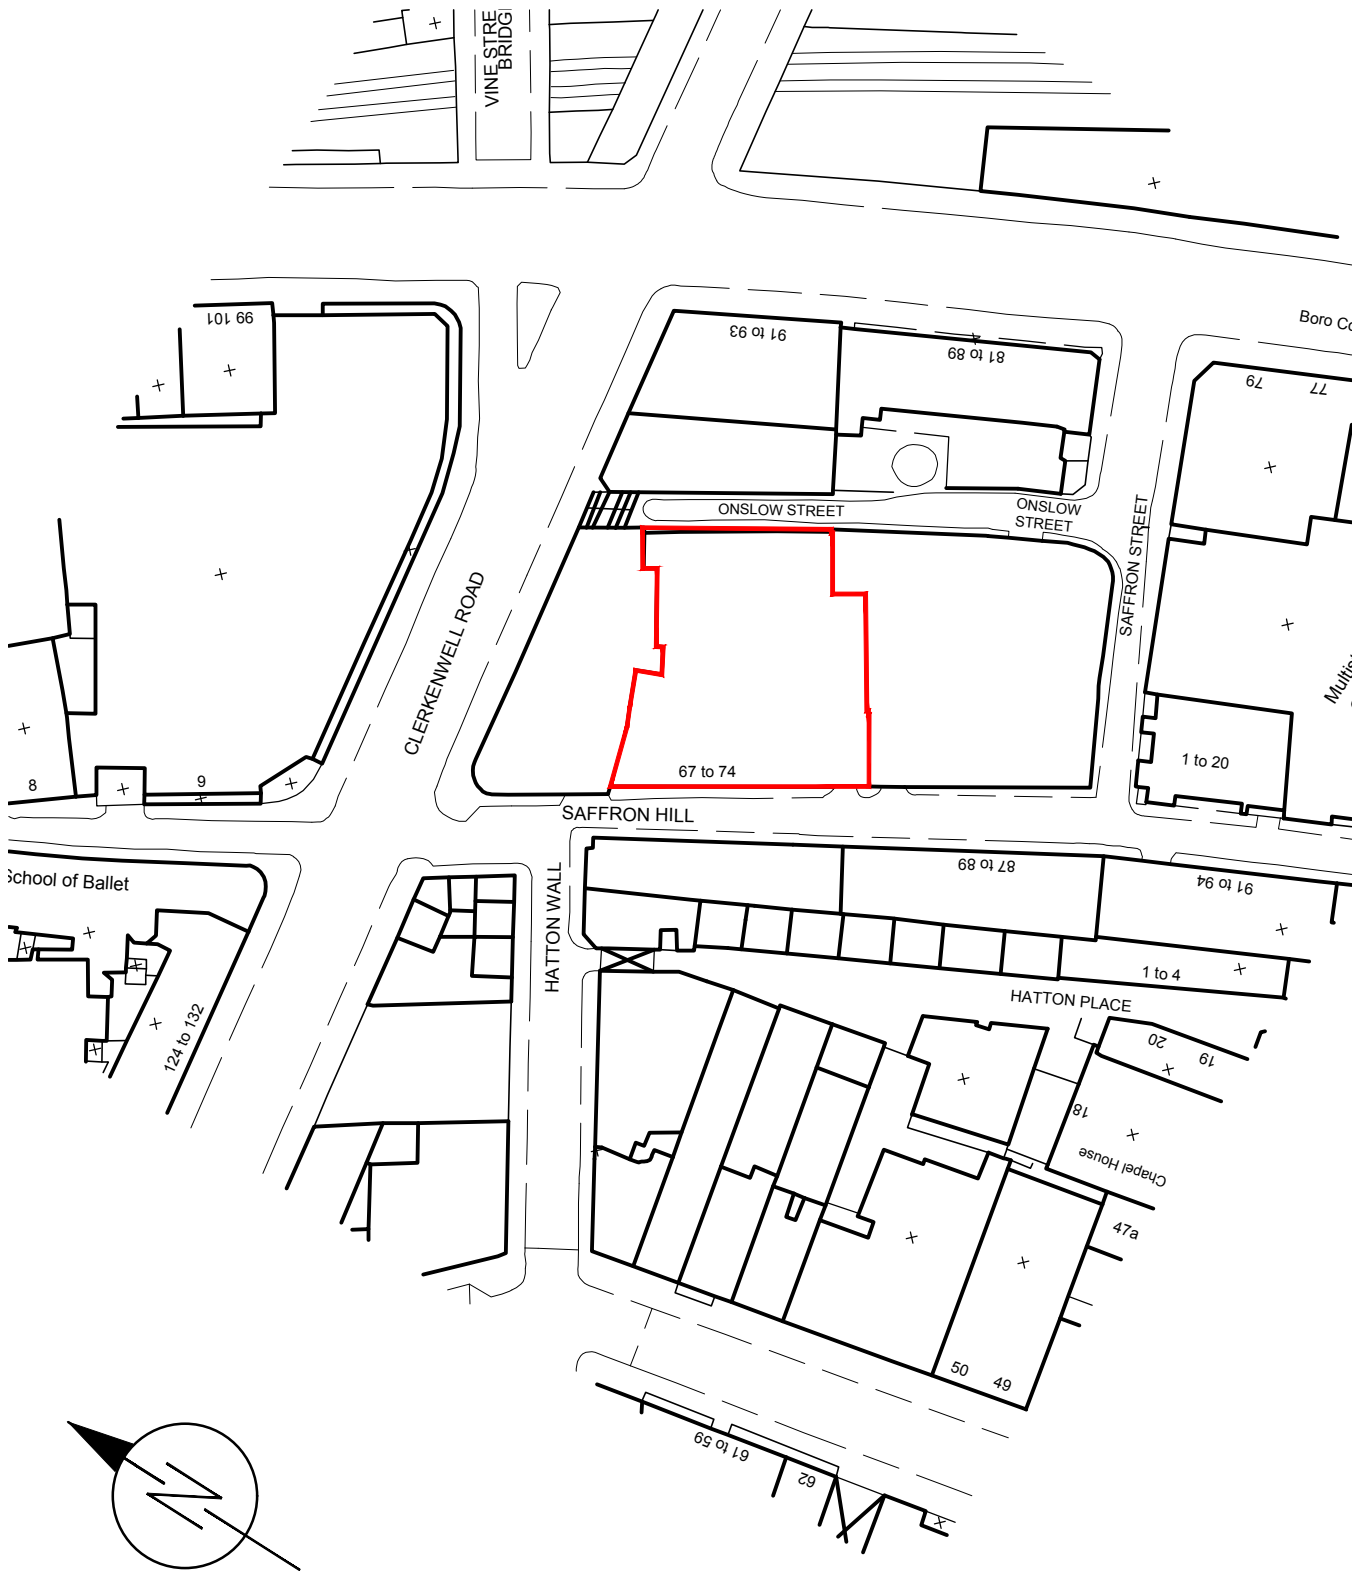 VINE STRE
BRIDG
99 101
91 to 93
81 to 89
Boro Co
79
77
ONSLOW STREET
ONSLOW
STREET
SAFFRON STREET
CLERKENWELL ROAD
Multis
8
9
67 to 74
1 to 20
SAFFRON HILL
87 to 89
91 to 94
School of Ballet
HATTON WALL
1 to 4
HATTON PLACE
124 to 132
20
19
18
Chapel House
47a
50
49
61 to 59
62
N